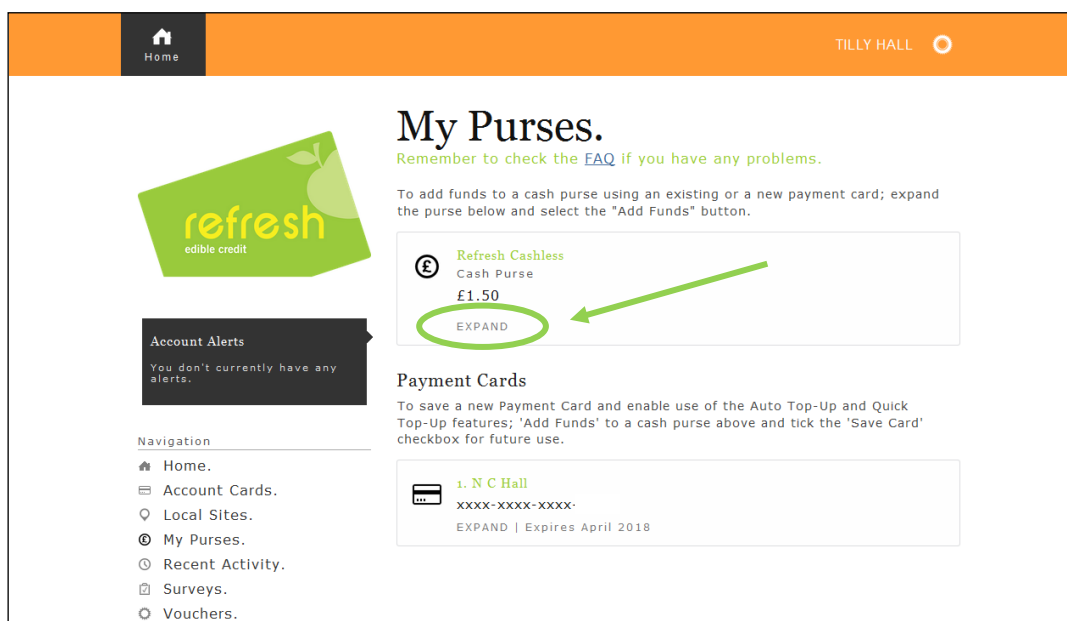 Home
TILLY HALL
refresh
edible credit
Account Alerts
You don't currently have any
alerts.
Navigation
Home.
Account Cards.
Local Sites.
My Purses.
Recent Activity.
Surveys.
Vouchers.
My Purses.
Remember to check the FAQ if you have any problems.
To add funds to a cash purse using an existing or a new payment card; expand
the purse below and select the "Add Funds" button.
£
Refresh Cashless
Cash Purse
£1.50
EXPAND
Payment Cards
To save a new Payment Card and enable use of the Auto Top-Up and Quick
Top-Up features; 'Add Funds' to a cash purse above and tick the 'Save Card'
checkbox for future use.
1. N C Hall
xxxx-xxxx-xxxx-
EXPAND | Expires April 2018